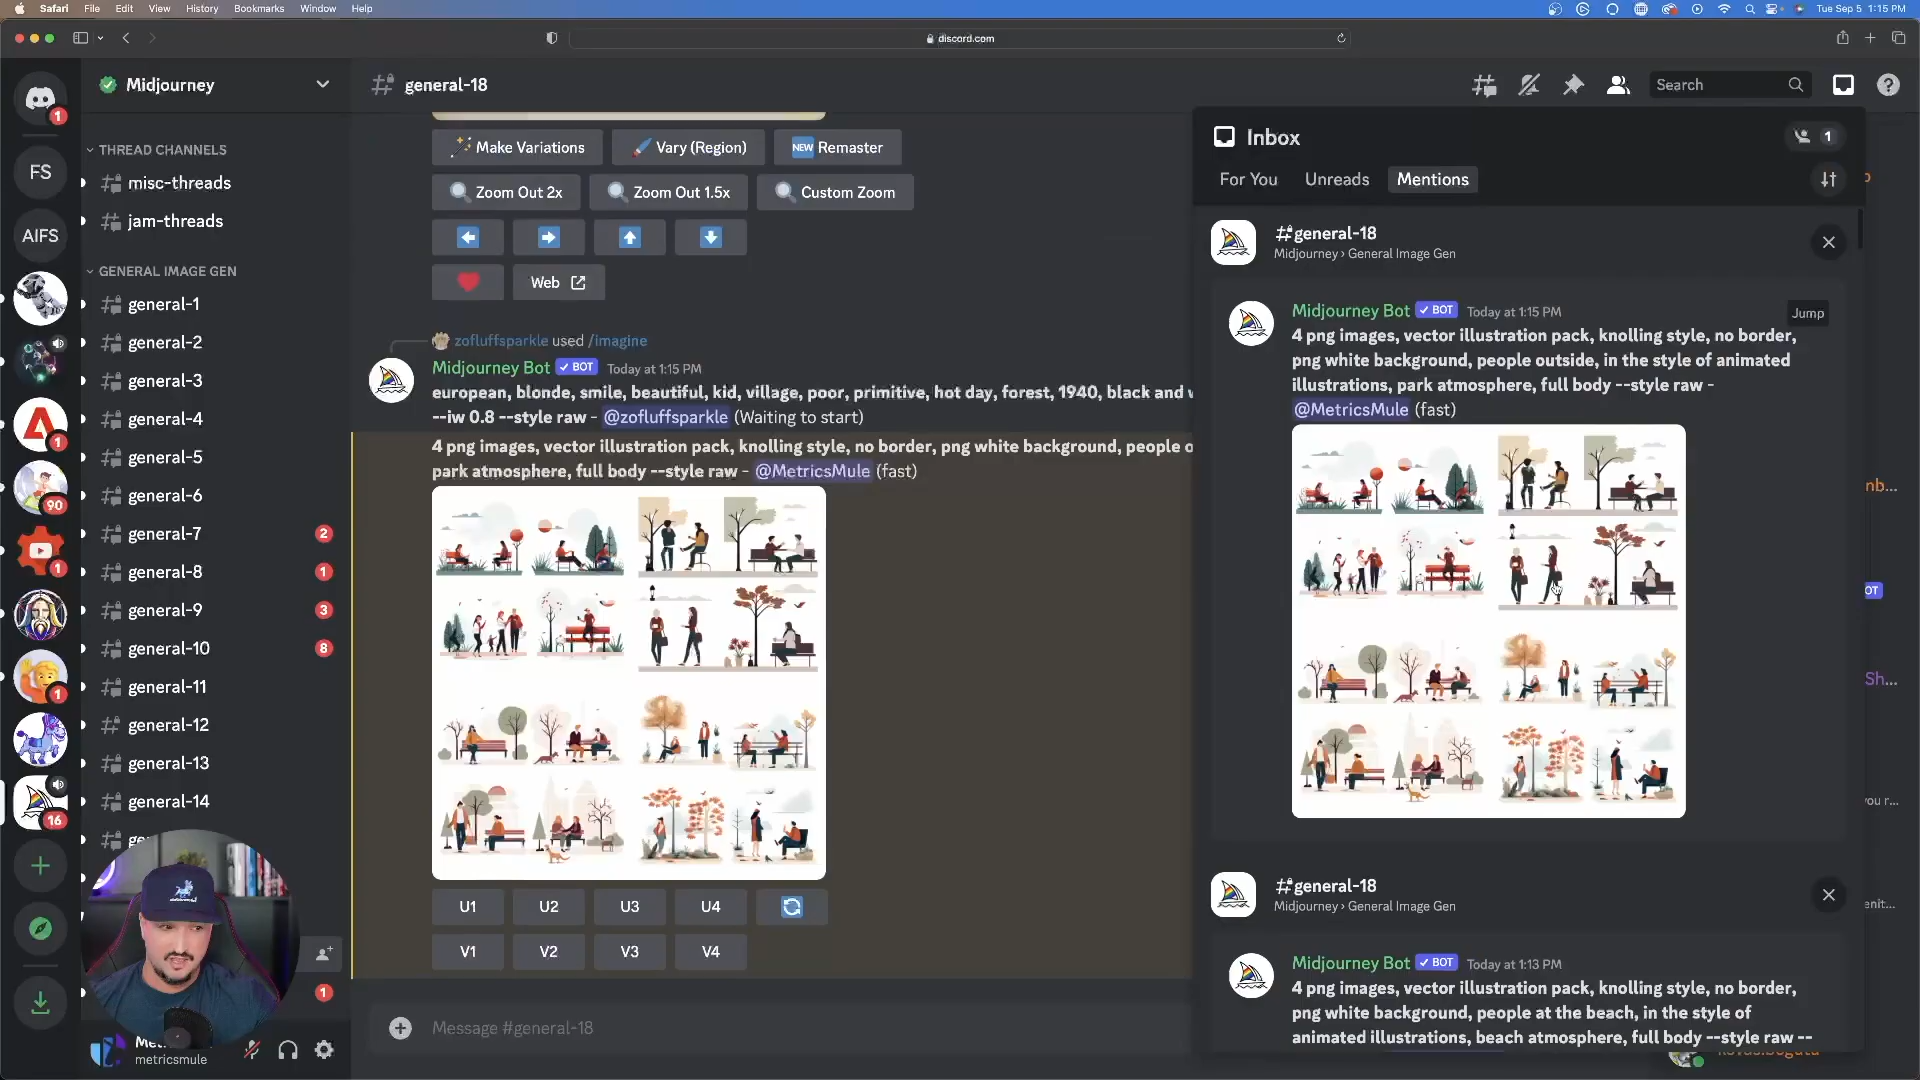 Safari File Edit View History Bookmarks Window Help
Tue Sep 5 1:15 PM
discord.com
Midjourney
general-18
Search
THREAD CHANNELS
misc-threads
jam-threads
GENERAL IMAGE GEN
general-1
general-2
general-3
general-4
general-5
general-6
general-7 2
general-8 1
general-9 3
general-10 8
general-11
general-12
general-13
general-14
1
metricsmule
1
FS
AIFS
1
90
1
1
16
Make Variations Vary (Region) NEW Remaster
Zoom Out 2x Zoom Out 1.5x Custom Zoom
Web
zofluffsparkle used /imagine
Midjourney Bot BOT Today at 1:15 PM
european, blonde, smile, beautiful, kid, village, poor, primitive, hot day, forest, 1940, black and
--iw 0.8 --style raw - @zofluffsparkle (Waiting to start)
4 png images, vector illustration pack, knolling style, no border, png white background, people
park atmosphere, full body --style raw - @MetricsMule (fast)
U1 U2 U3 U4
V1 V2 V3 V4
Message #general-18
Inbox
1
For You Unreads Mentions
#general-18
Midjourney › General Image Gen
Midjourney Bot BOT Today at 1:15 PM
Jump
4 png images, vector illustration pack, knolling style, no border,
png white background, people outside, in the style of animated
illustrations, park atmosphere, full body --style raw -
@MetricsMule (fast)
#general-18
Midjourney › General Image Gen
Midjourney Bot BOT Today at 1:13 PM
4 png images, vector illustration pack, knolling style, no border,
png white background, people at the beach, in the style of
animated illustrations, beach atmosphere, full body --style raw --